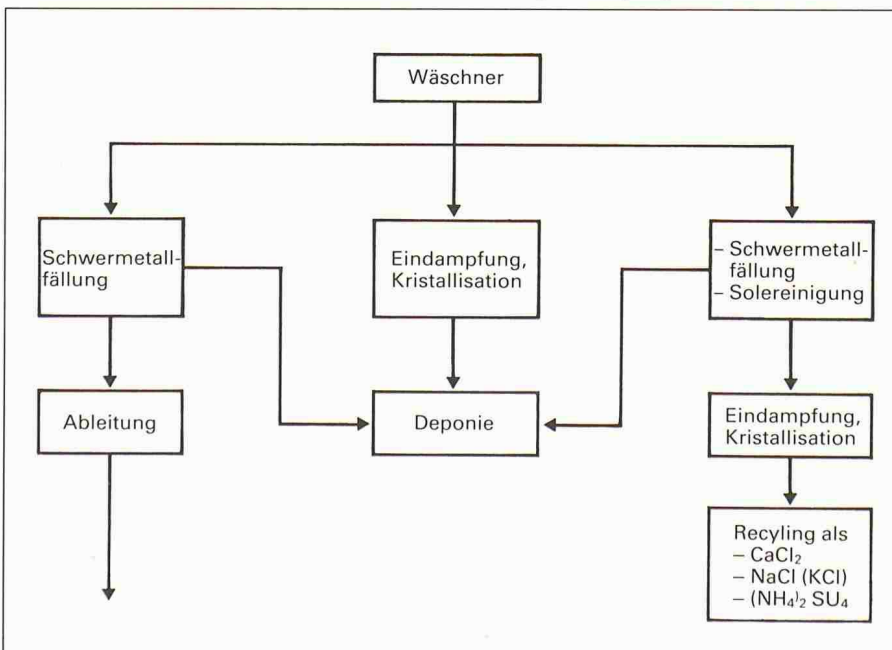 Wäschner
Schwermetall-
fällung
Eindampfung,
Kristallisation
– Schwermetall-
fällung
– Solereinigung
Ableitung
Deponie
Eindampfung,
Kristallisation
Recyling als
– CaCl₂
– NaCl (KCl)
– (NH₄)₂ SU₄